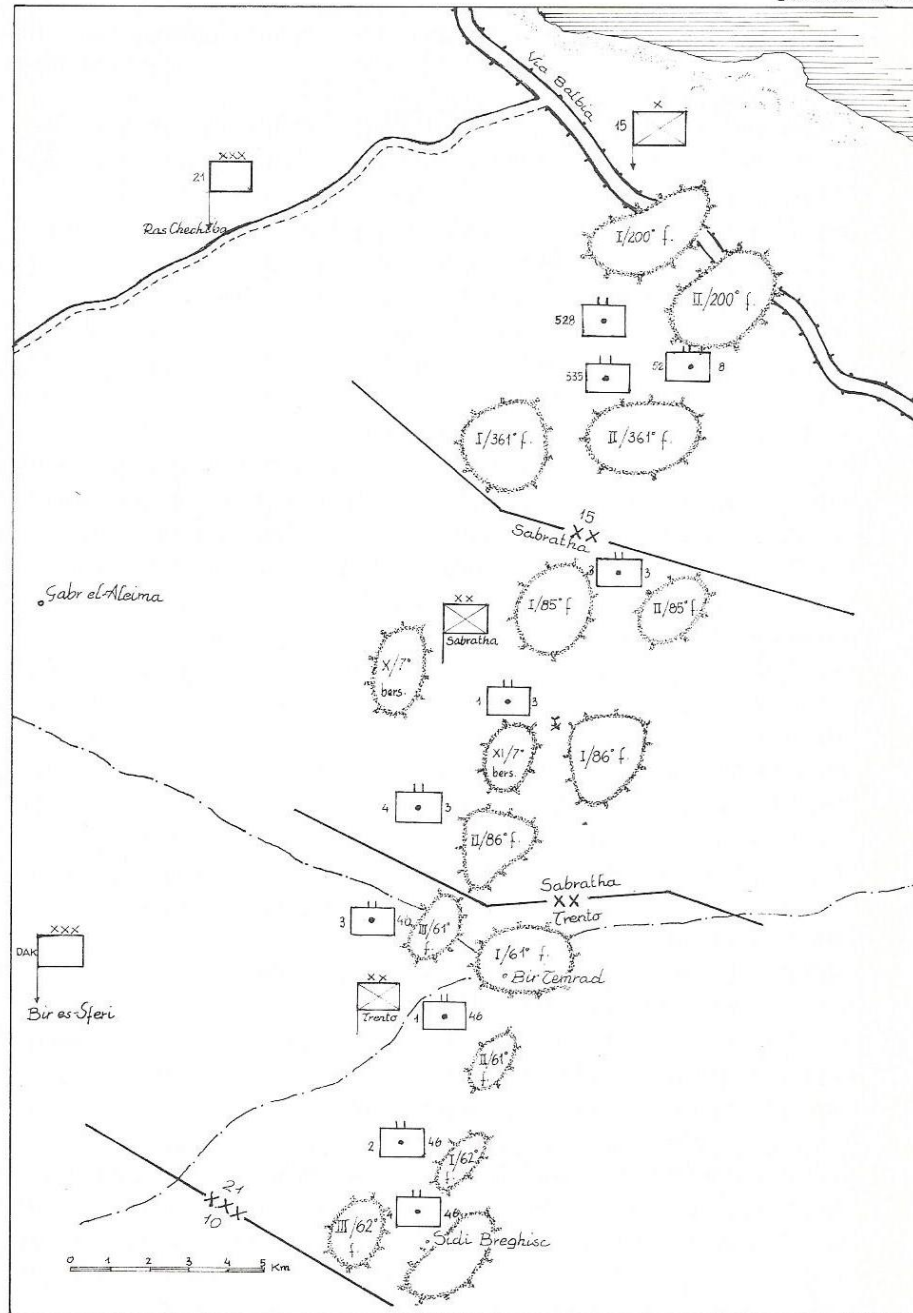 Via Balbia
x
15
xxx
21
Ras Chechiba
I/200° f.
II/200° f.
528
535
52 8
I/361° f.
II/361° f.
15
XX
Sabratha
3 3
I/85° f
II/85° f.
Gabr el-Aleima
xx
Sabratha
X/7°
bers.
1 3
XI/7°
bers.
I/86° f.
4 3
II/86° f.
Sabratha
XX
Trento
3 40
III/61°
f.
I/61° f.
Bir Temrad
xxx
DAK
Bir es-Sferi
xx
Trento
1 46
II/61°
f.
2 46
I/62°
f
21
XXX
10
4 46
III/62°
f.
Sidi Breghisc
0 1 2 3 4 5 Km